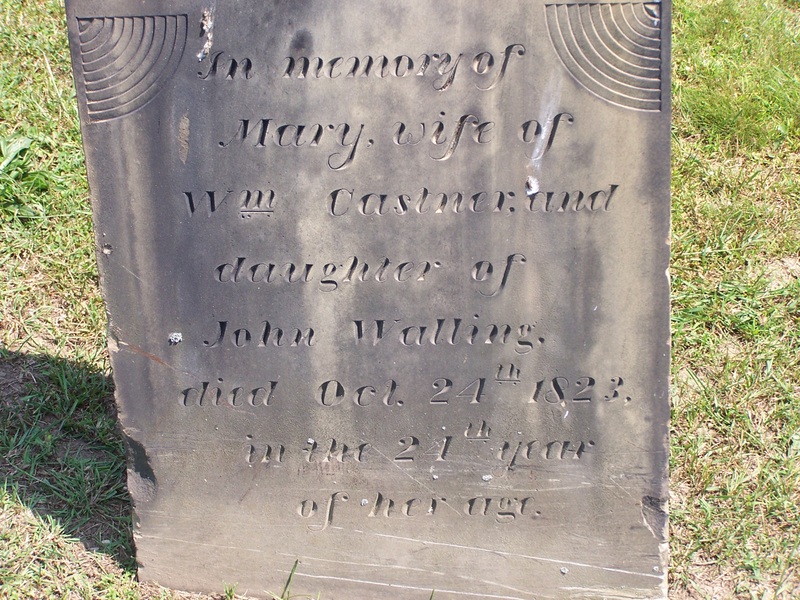 In memory of
Mary, wife of
Wm Castner, and
daughter of
John Walling,
died Oct. 24th 1823,
in the 24th year
of her age.